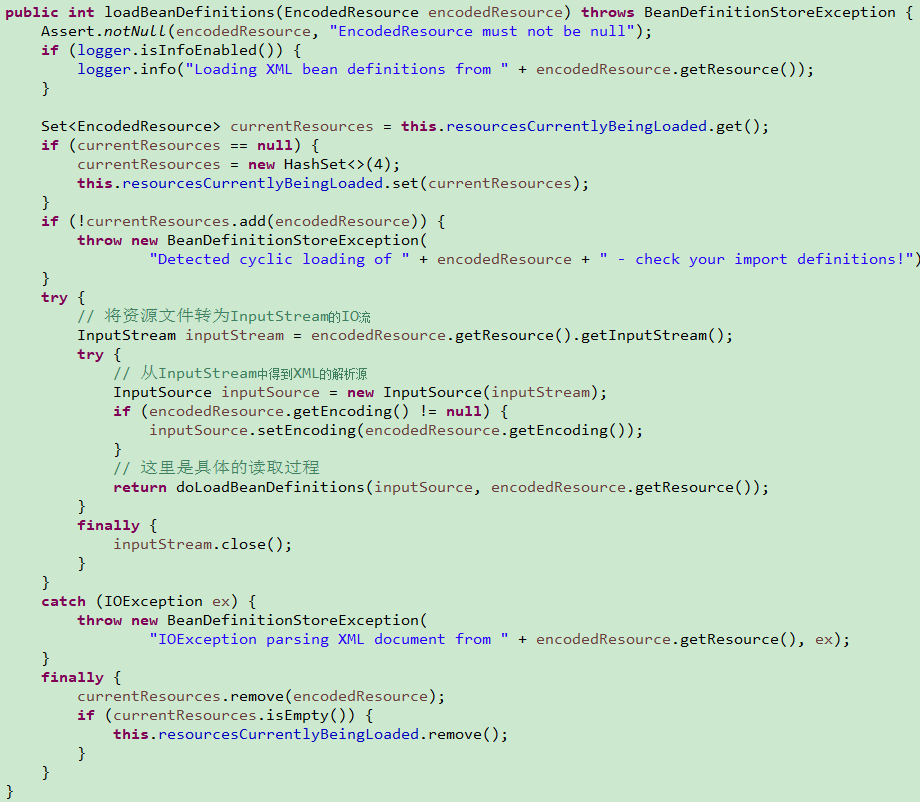 public int loadBeanDefinitions(EncodedResource encodedResource) throws BeanDefinitionStoreException {
    Assert.notNull(encodedResource, "EncodedResource must not be null");
    if (logger.isInfoEnabled()) {
        logger.info("Loading XML bean definitions from " + encodedResource.getResource());
    }

    Set<EncodedResource> currentResources = this.resourcesCurrentlyBeingLoaded.get();
    if (currentResources == null) {
        currentResources = new HashSet<>(4);
        this.resourcesCurrentlyBeingLoaded.set(currentResources);
    }
    if (!currentResources.add(encodedResource)) {
        throw new BeanDefinitionStoreException(
                "Detected cyclic loading of " + encodedResource + " - check your import definitions!")
    }
    try {
        // 将资源文件转为InputStream的IO流
        InputStream inputStream = encodedResource.getResource().getInputStream();
        try {
            // 从InputStream中得到XML的解析源
            InputSource inputSource = new InputSource(inputStream);
            if (encodedResource.getEncoding() != null) {
                inputSource.setEncoding(encodedResource.getEncoding());
            }
            // 这里是具体的读取过程
            return doLoadBeanDefinitions(inputSource, encodedResource.getResource());
        }
        finally {
            inputStream.close();
        }
    }
    catch (IOException ex) {
        throw new BeanDefinitionStoreException(
                "IOException parsing XML document from " + encodedResource.getResource(), ex);
    }
    finally {
        currentResources.remove(encodedResource);
        if (currentResources.isEmpty()) {
            this.resourcesCurrentlyBeingLoaded.remove();
        }
    }
}